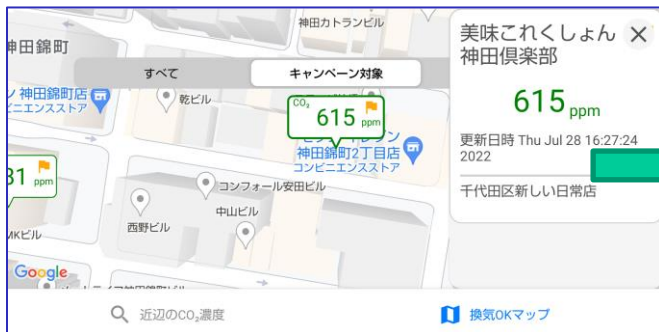 神田カトランビル
神田錦町
すべて
キャンペーン対象
神田錦町店
ビニエンスストア
乾ビル
CO₂
615 ppm
神田錦町2丁目店
コンビニエンスストア
31 ppm
コンフォール安田ビル
中山ビル
西野ビル
MKビル
Google
美味これくしょん
神田倶楽部
615 ppm
更新日時 Thu Jul 28 16:27:24
2022
千代田区新しい日常店
近辺のCO₂濃度
換気OKマップ